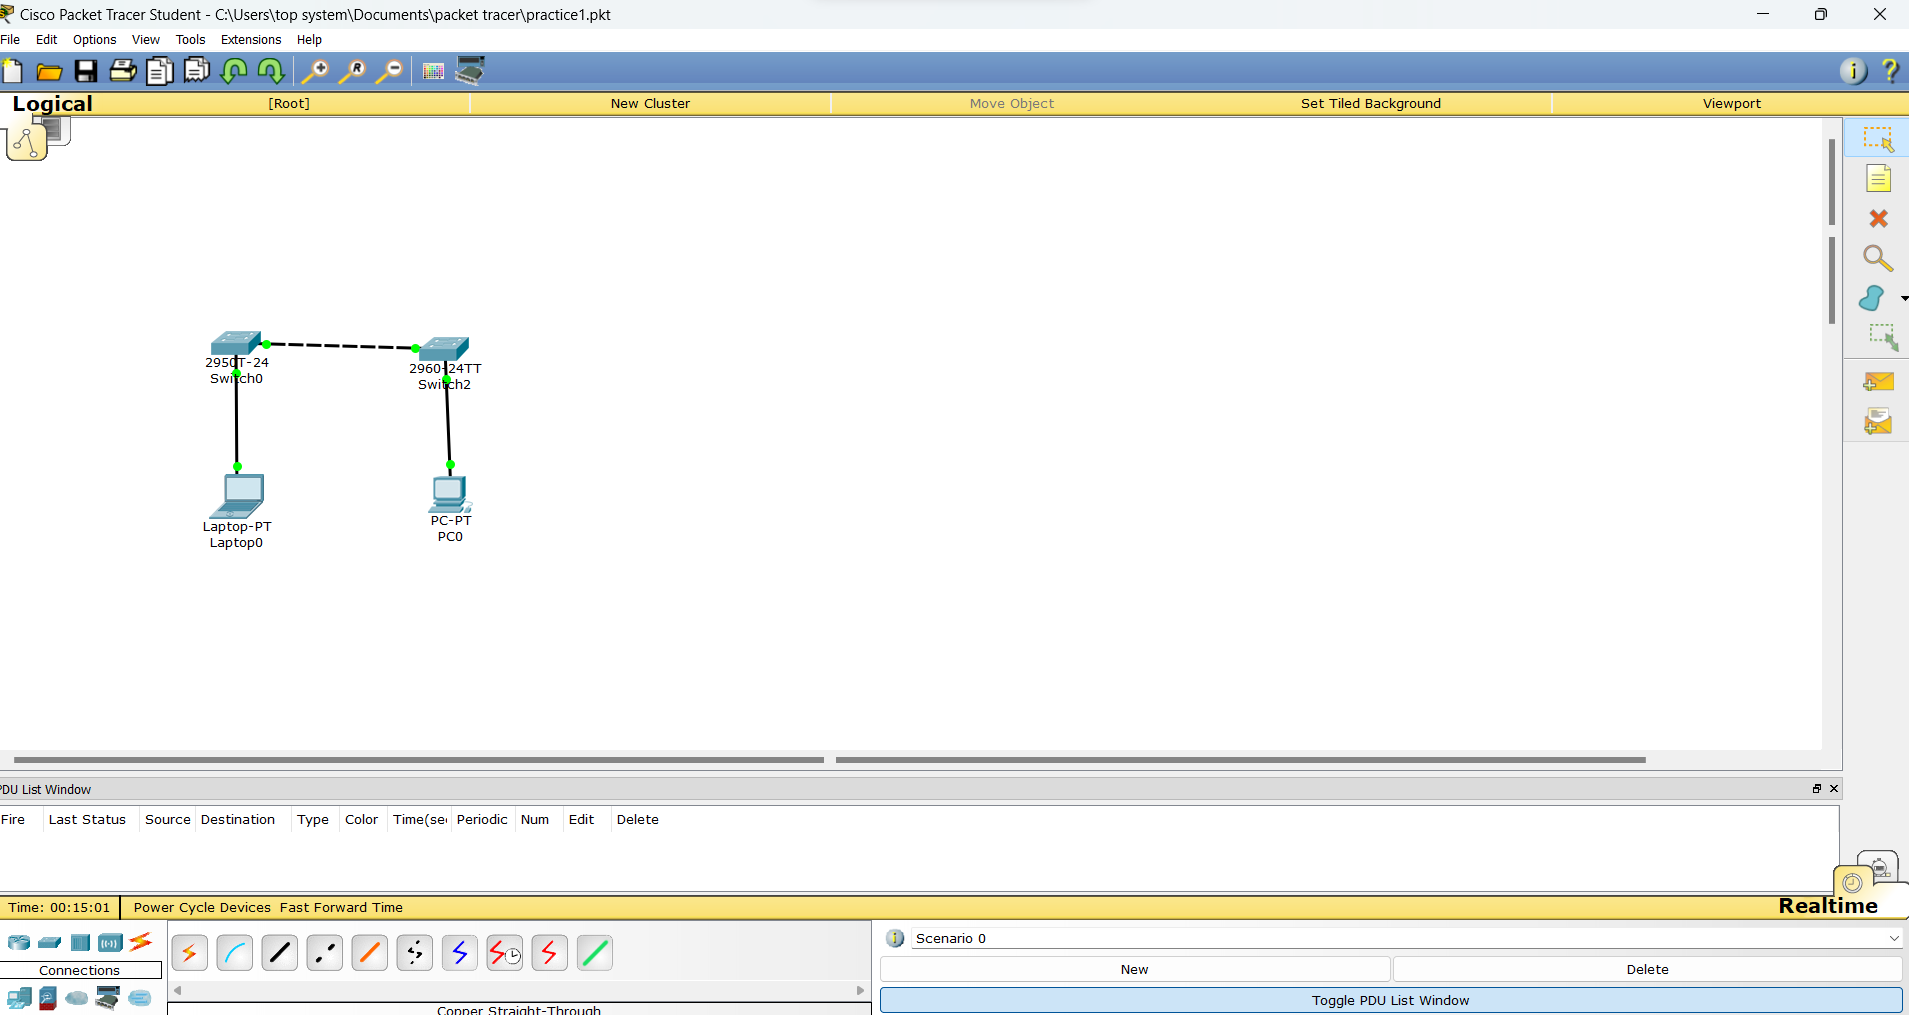 Cisco Packet Tracer Student - C:\Users\top system\Documents\packet tracer\practice1.pkt
File Edit Options View Tools Extensions Help
R i ?
Logical [Root] New Cluster Move Object Set Tiled Background Viewport
2950T-24
Switch0
2960-24TT
Switch2
Laptop-PT
Laptop0
PC-PT
PC0
PDU List Window
Fire Last Status Source Destination Type Color Time(sec Periodic Num Edit Delete
Time: 00:15:01 Power Cycle Devices Fast Forward Time Realtime
Connections
Copper Straight-Through
i Scenario 0
New Delete
Toggle PDU List Window